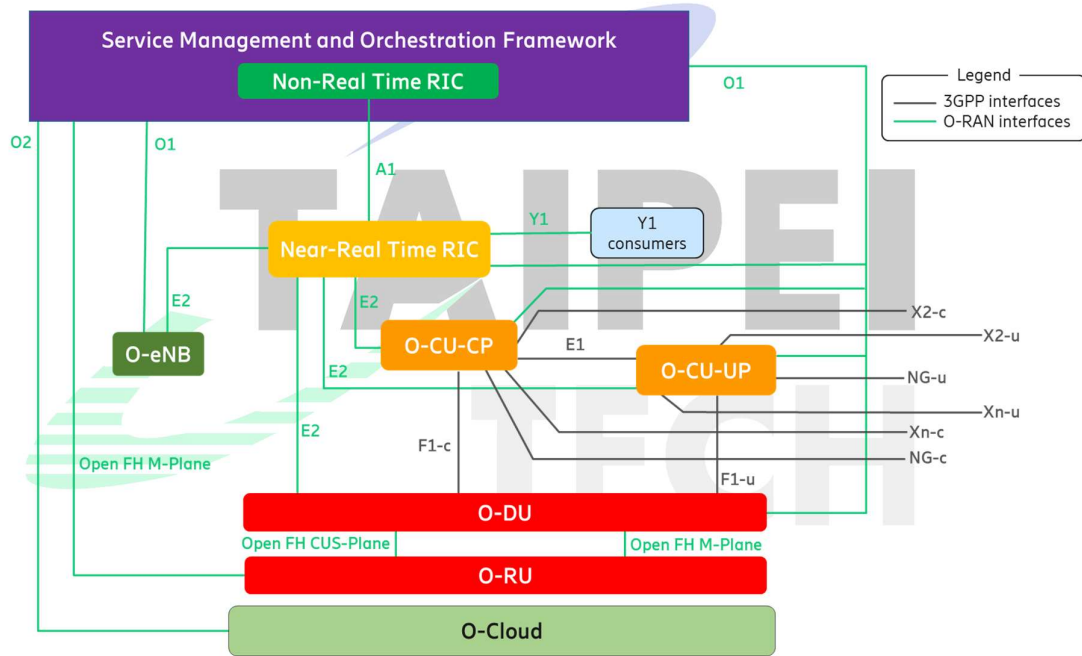 Service Management and Orchestration Framework
Non-Real Time RIC
O1
Legend
3GPP interfaces
O-RAN interfaces
O2
O1
A1
TAIPEI
Y1
Y1
consumers
Near-Real Time RIC
E2
E2
X2-c
O-eNB
O-CU-CP
E1
X2-u
O-CU-UP
E2
NG-u
TECH
Xn-u
E2
Xn-c
F1-c
NG-c
Open FH M-Plane
F1-u
O-DU
Open FH CUS-Plane
Open FH M-Plane
O-RU
O-Cloud